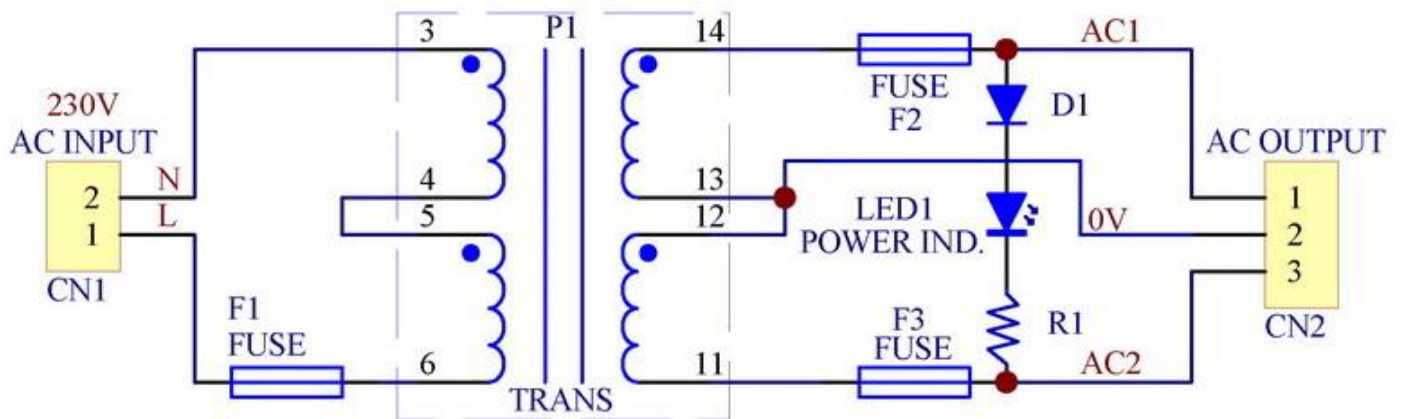 3 P1 14 AC1
FUSE
F2
D1
230V
AC INPUT
AC OUTPUT
N
L
2
1
CN1
4
5
13
12
LED1
POWER IND.
0V
1
2
3
CN2
F1
FUSE
F3
FUSE
R1
6
11
AC2
TRANS